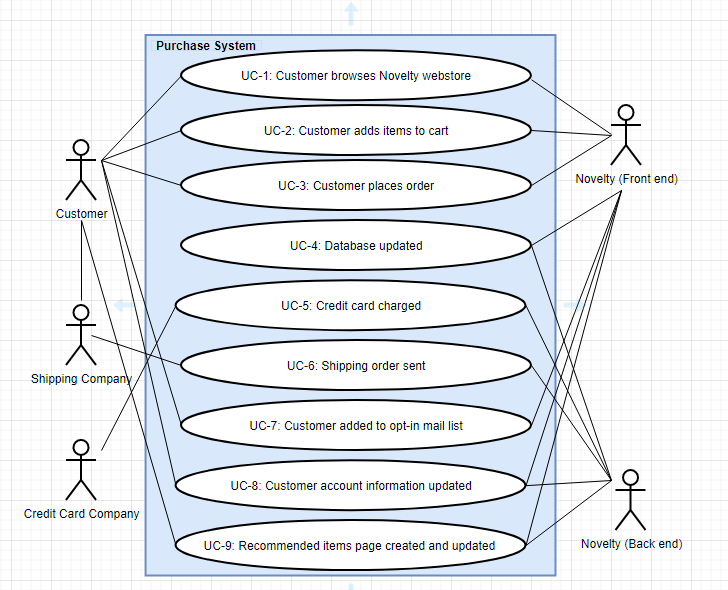 Purchase System
UC-1: Customer browses Novelty webstore
UC-2: Customer adds items to cart
UC-3: Customer places order
UC-4: Database updated
UC-5: Credit card charged
UC-6: Shipping order sent
UC-7: Customer added to opt-in mail list
UC-8: Customer account information updated
UC-9: Recommended items page created and updated
Customer
Shipping Company
Credit Card Company
Novelty (Front end)
Novelty (Back end)